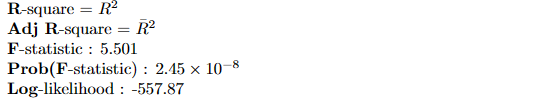 R-square = R²
Adj R-square = R̄²
F-statistic : 5.501
Prob(F-statistic) : 2.45 × 10⁻⁸
Log-likelihood : -557.87